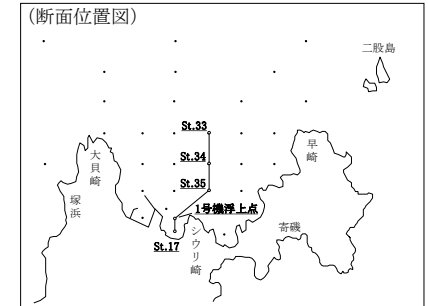 (断面位置図)
二股島
St.33
早崎
大貝崎
St.34
St.35
塚浜
1号機浮上点
寄磯
シウリ崎
St.17